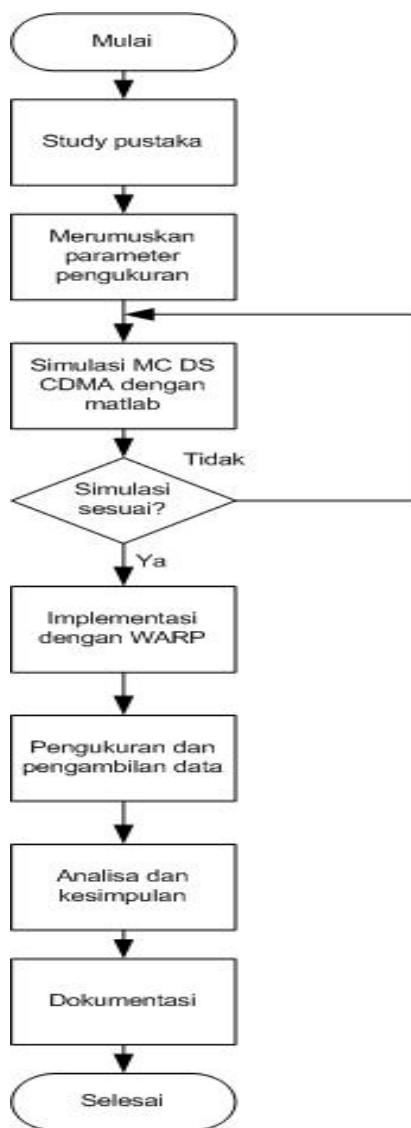 Mulai
Study pustaka
Merumuskan
parameter
pengukuran
Simulasi MC DS
CDMA dengan
matlab
Tidak
Simulasi
sesuai?
Ya
Implementasi
dengan WARP
Pengukuran dan
pengambilan data
Analisa dan
kesimpulan
Dokumentasi
Selesai